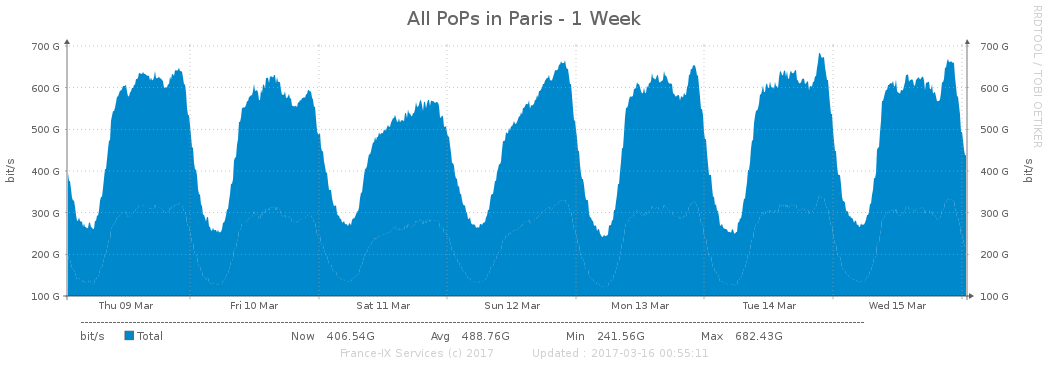 All PoPs in Paris - 1 Week
RRDTOOL / TOBI OETIKER
bit/s
700 G
600 G
500 G
400 G
300 G
200 G
100 G
700 G
600 G
500 G
400 G
300 G
200 G
100 G
bit/s
Thu 09 Mar Fri 10 Mar Sat 11 Mar Sun 12 Mar Mon 13 Mar Tue 14 Mar Wed 15 Mar
bit/s Total Now 406.54G Avg 488.76G Min 241.56G Max 682.43G
France-IX Services (c) 2017 Updated : 2017-03-16 00:55:11